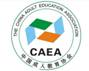 THE CHINA ADULT EDUCATION ASSOCIATION
CAEA
中国成人教育协会